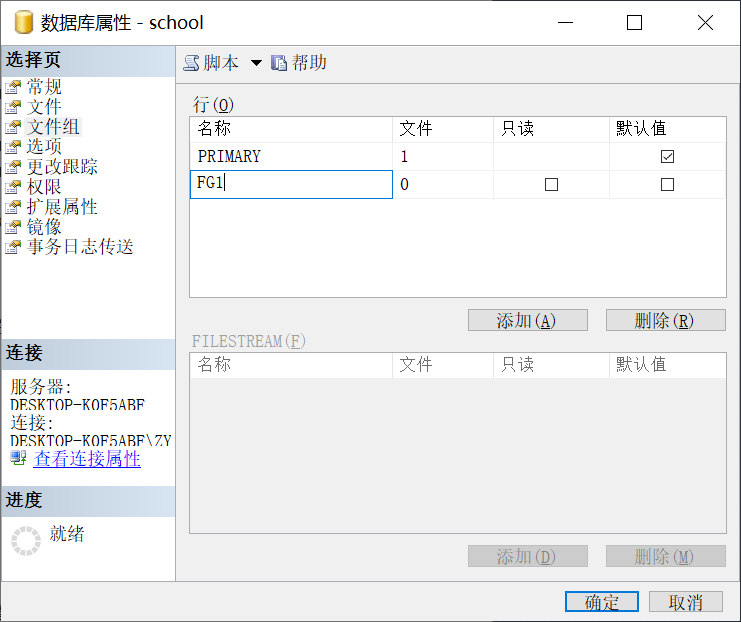 数据库属性 - school
选择页
常规
文件
文件组
选项
更改跟踪
权限
扩展属性
镜像
事务日志传送
连接
服务器:
DESKTOP-K0F5ABF
连接:
DESKTOP-K0F5ABF\ZY
查看连接属性
进度
就绪
脚本 帮助
行(O)
名称 文件 只读 默认值
PRIMARY 1
FG1 0
添加(A) 删除(R)
FILESTREAM(F)
名称 文件 只读 默认值
添加(D) 删除(M)
确定 取消